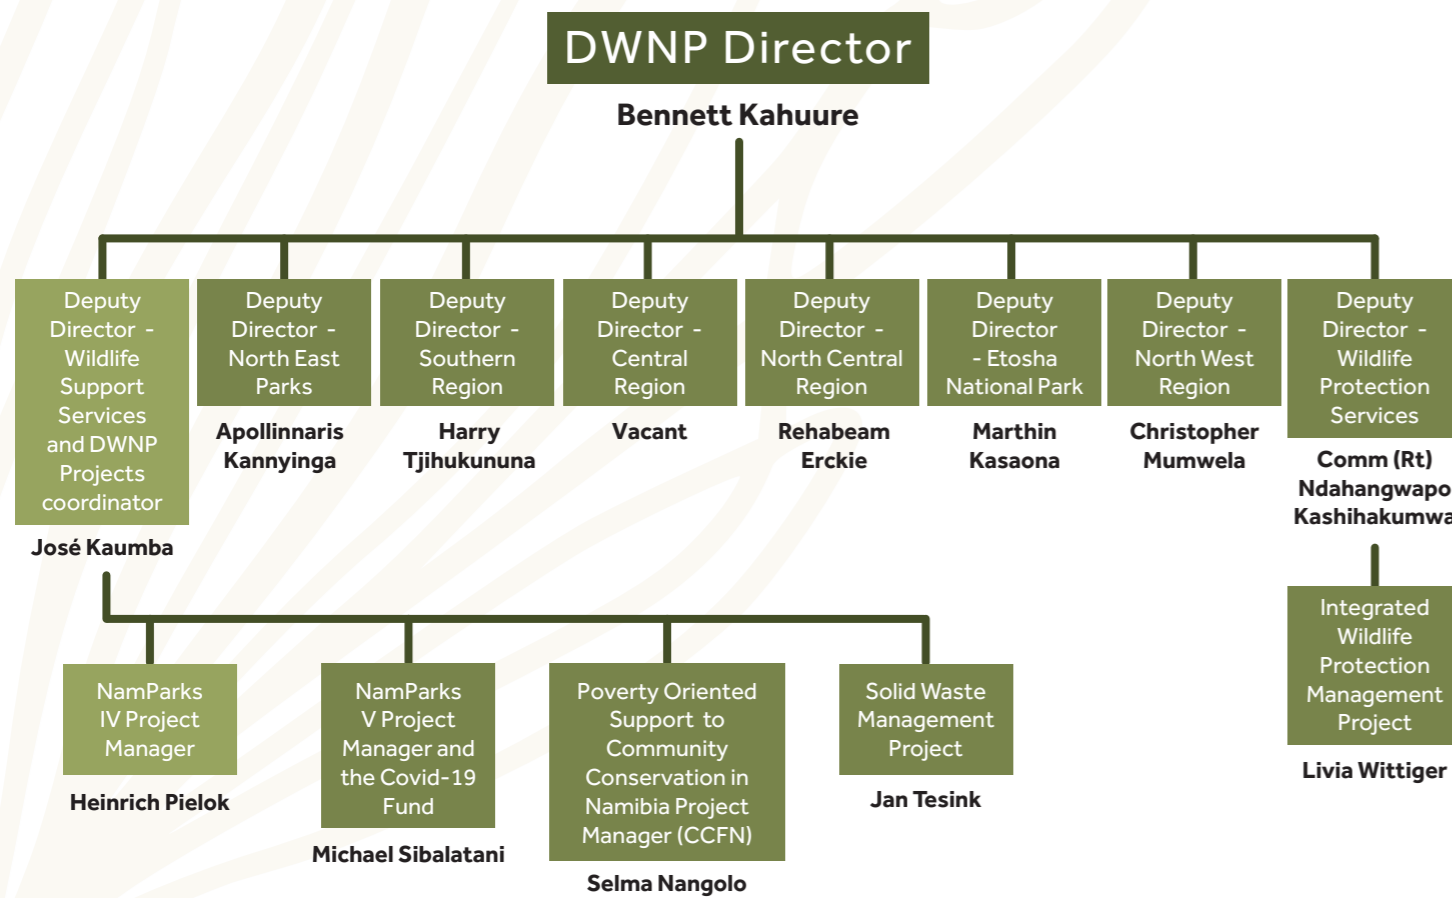 DWNP Director
Bennett Kahuure
Deputy
Director -
Wildlife
Support
Services
and DWNP
Projects
coordinator
José Kaumba
Deputy
Director -
North East
Parks
Apollinnaris
Kannyinga
Deputy
Director -
Southern
Region
Harry
Tjihukununa
Deputy
Director -
Central
Region
Vacant
Deputy
Director -
North Central
Region
Rehabeam
Erckie
Deputy
Director
- Etosha
National Park
Marthin
Kasaona
Deputy
Director -
North West
Region
Christopher
Mumwela
Deputy
Director -
Wildlife
Protection
Services
Comm (Rt)
Ndahangwapo
Kashihakumwa
NamParks
IV Project
Manager
Heinrich Pielok
NamParks
V Project
Manager and
the Covid-19
Fund
Michael Sibalatani
Poverty Oriented
Support to
Community
Conservation in
Namibia Project
Manager (CCFN)
Selma Nangolo
Solid Waste
Management
Project
Jan Tesink
Integrated
Wildlife
Protection
Management
Project
Livia Wittiger